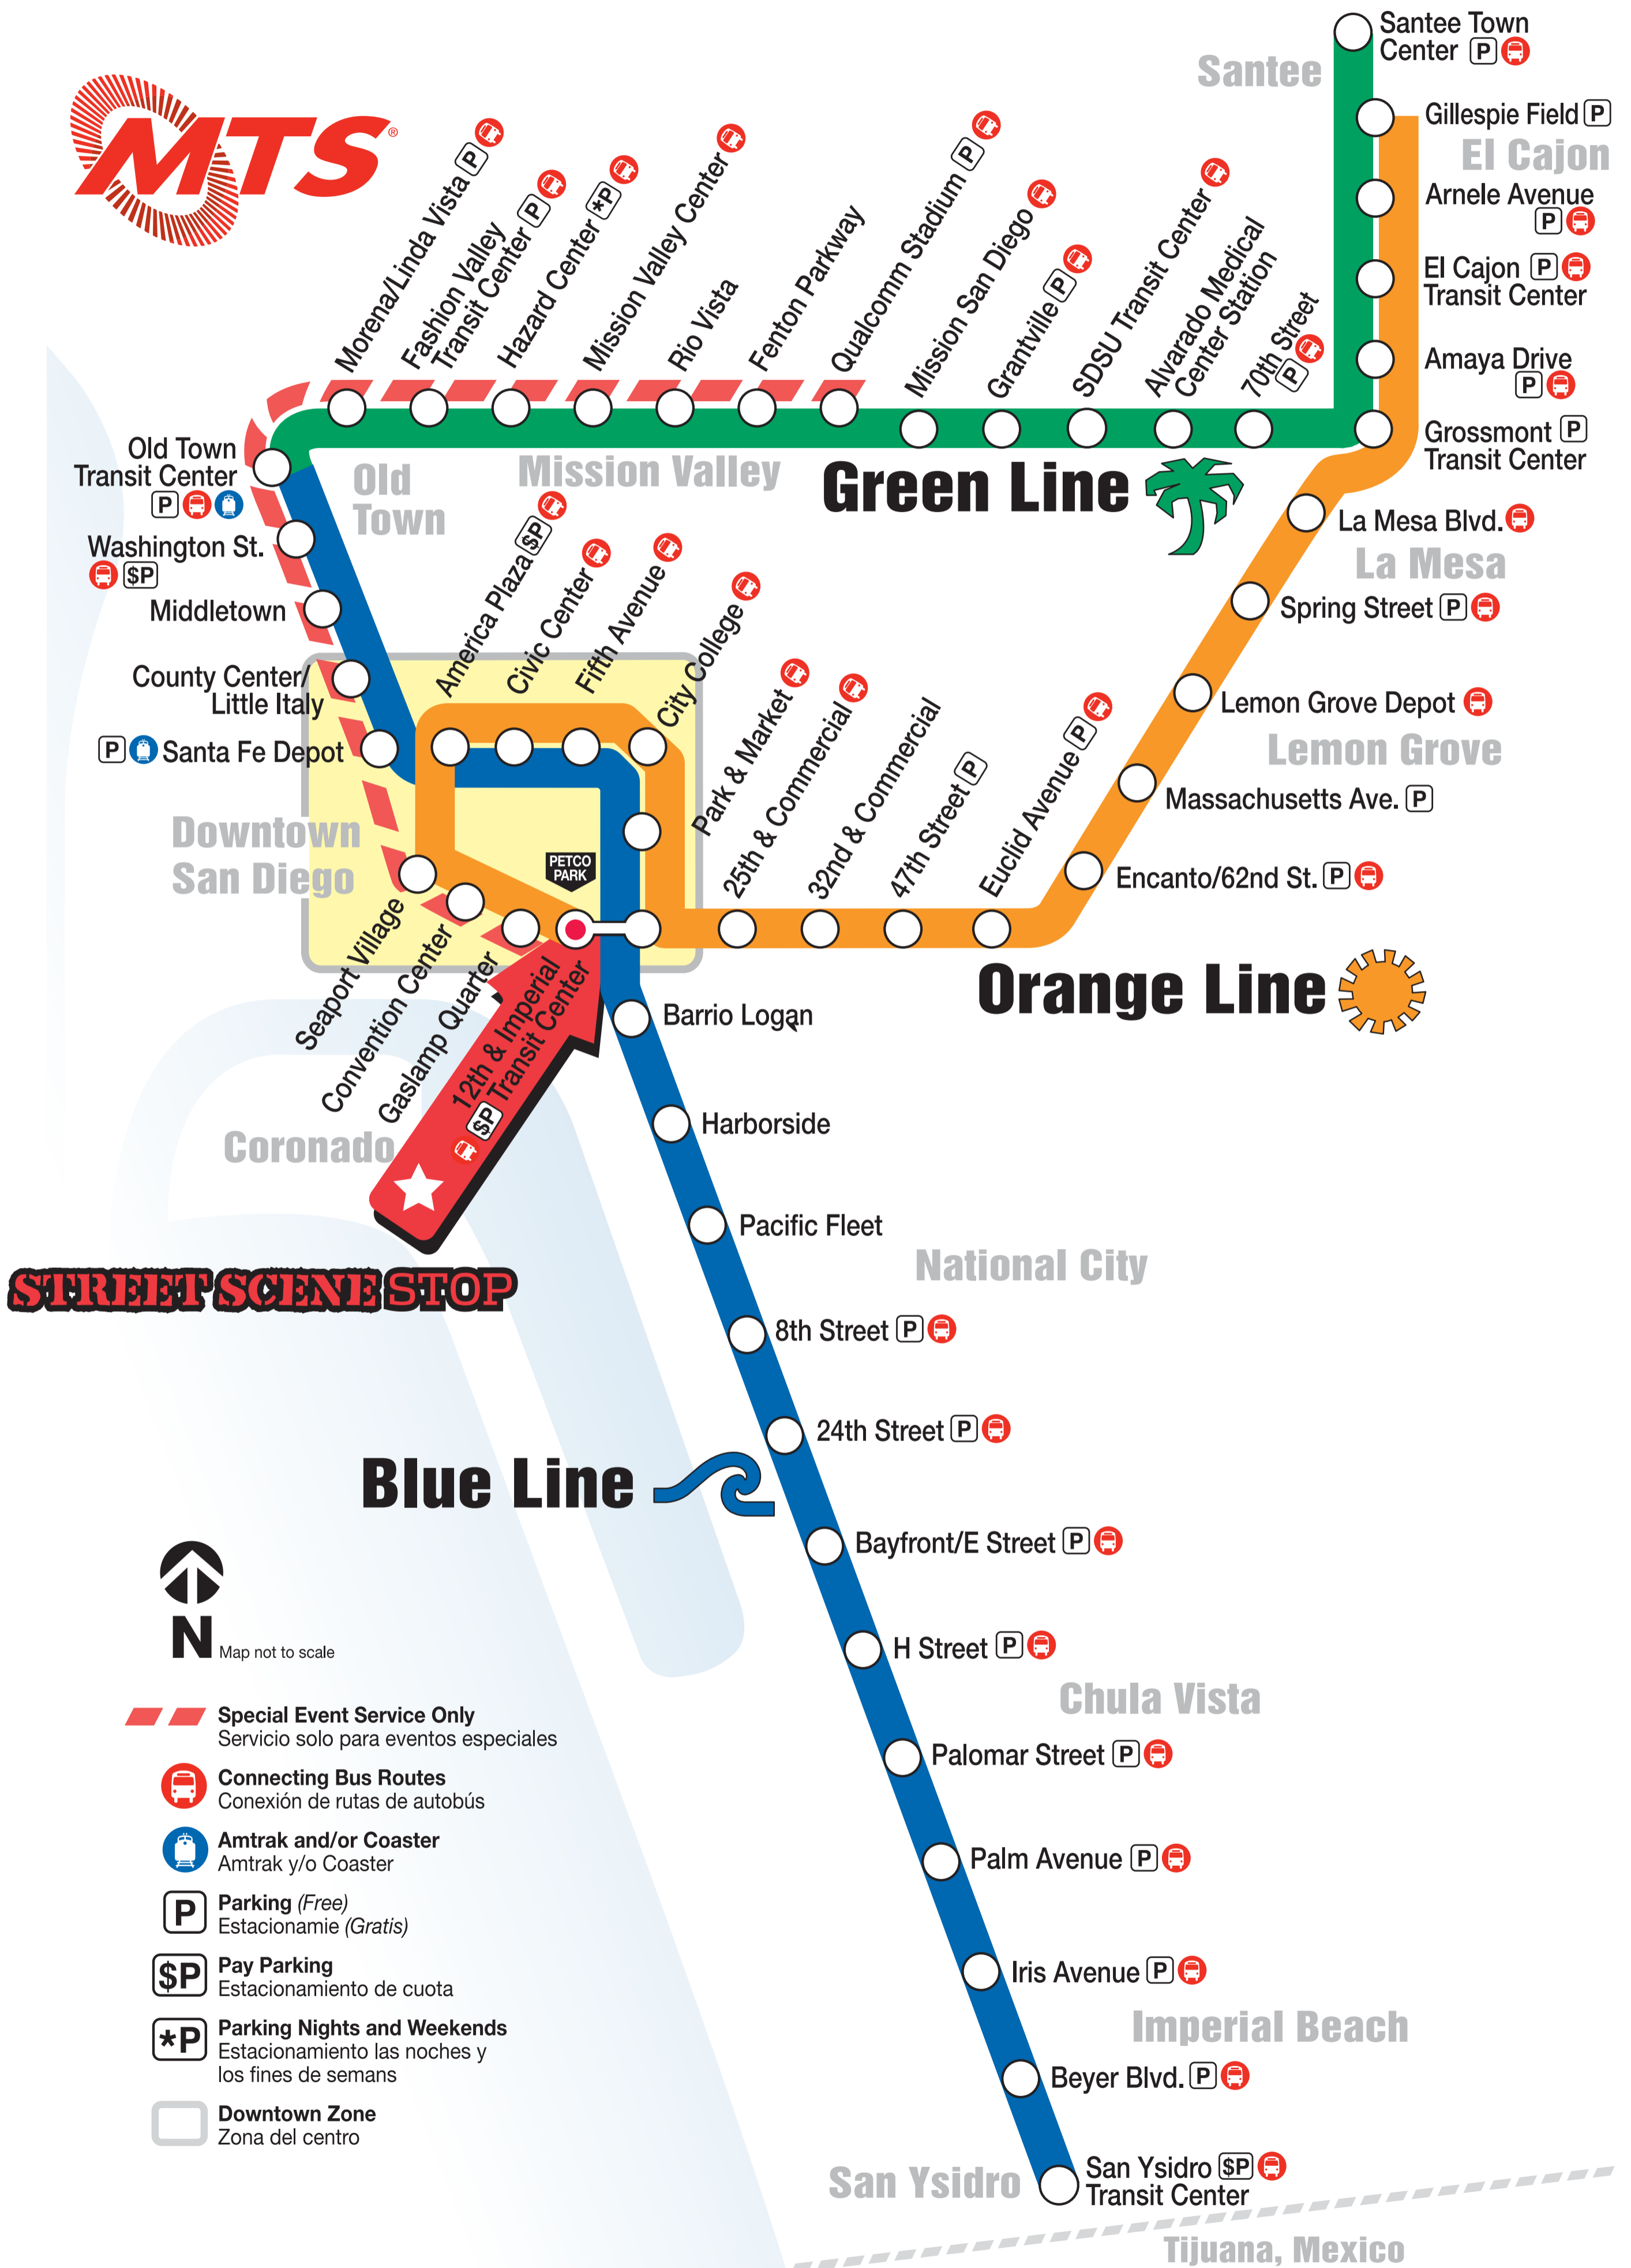 MTS®
Santee Town
Center P
Santee
Gillespie Field P
El Cajon
Arnele Avenue
P
El Cajon P
Transit Center
Amaya Drive
P
Grossmont P
Transit Center
Morena/Linda Vista P
Fashion Valley
Transit Center P
Hazard Center *P
Mission Valley Center
Rio Vista
Fenton Parkway
Qualcomm Stadium P
Mission San Diego
Grantville P
SDSU Transit Center
Alvarado Medical
Center Station
70th Street
P
Old Town
Transit Center
P
Old
Town
Mission Valley
Green Line
La Mesa Blvd.
La Mesa
Spring Street P
Lemon Grove Depot
Lemon Grove
Massachusetts Ave. P
Encanto/62nd St. P
Washington St.
$P
Middletown
County Center/
Little Italy
P Santa Fe Depot
America Plaza $P
Civic Center
Fifth Avenue
City College
Park & Market
25th & Commercial
32nd & Commercial
47th Street P
Euclid Avenue P
Downtown
San Diego
PETCO
PARK
Seaport Village
Convention Center
Gaslamp Quarter
12th & Imperial
Transit Center
$P
Orange Line
Barrio Logan
Harborside
Coronado
Pacific Fleet
STREET SCENE STOP
National City
8th Street P
24th Street P
Blue Line
Bayfront/E Street P
H Street P
Chula Vista
Palomar Street P
Palm Avenue P
Iris Avenue P
Imperial Beach
Beyer Blvd. P
San Ysidro $P
Transit Center
San Ysidro
Tijuana, Mexico
N
Map not to scale
Special Event Service Only
Servicio solo para eventos especiales
Connecting Bus Routes
Conexión de rutas de autobús
Amtrak and/or Coaster
Amtrak y/o Coaster
P
Parking (Free)
Estacionamie (Gratis)
$P
Pay Parking
Estacionamiento de cuota
*P
Parking Nights and Weekends
Estacionamiento las noches y
los fines de semans
Downtown Zone
Zona del centro